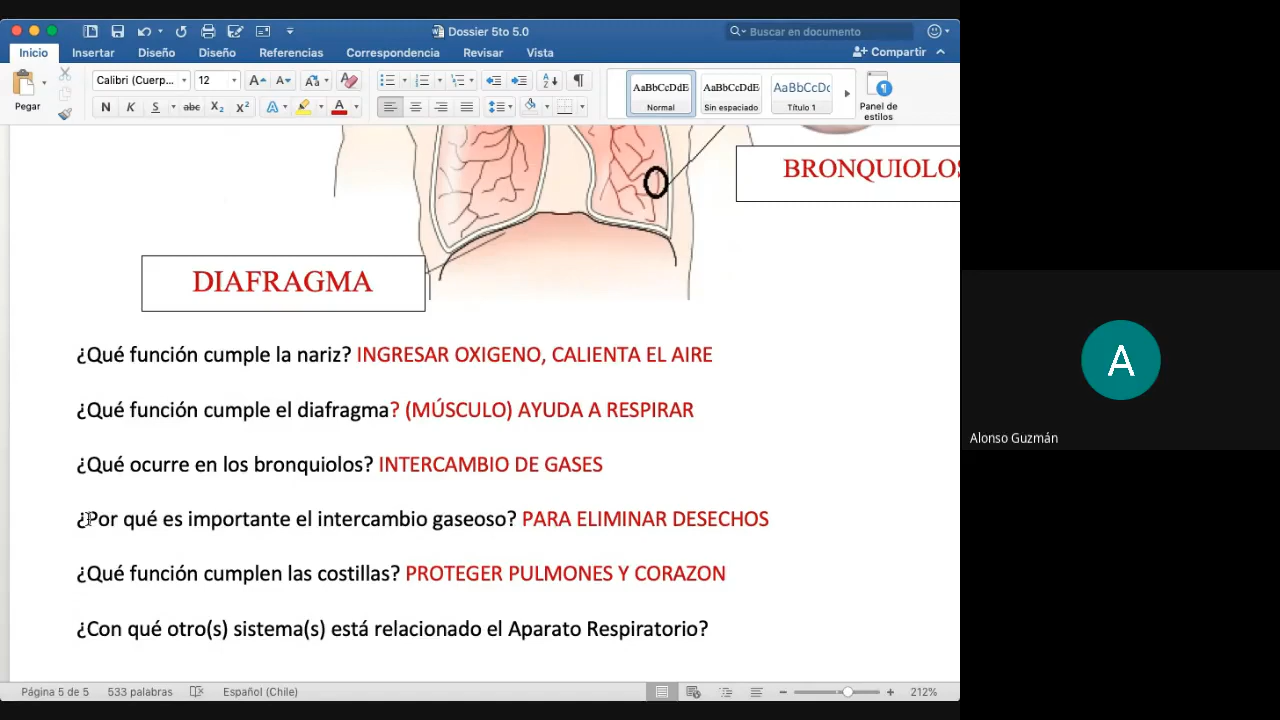 Dossier 5to 5.0
Buscar en documento
Inicio Insertar Diseño Diseño Referencias Correspondencia Revisar Vista
Compartir
Pegar
Calibri (Cuerp... 12
AaBbCcDdE AaBbCcDdE AaBbCcDc
Normal Sin espaciado Título 1
Panel de estilos
BRONQUIOLOS
DIAFRAGMA
¿Qué función cumple la nariz? INGRESAR OXIGENO, CALIENTA EL AIRE
¿Qué función cumple el diafragma? (MÚSCULO) AYUDA A RESPIRAR
¿Qué ocurre en los bronquiolos? INTERCAMBIO DE GASES
¿Por qué es importante el intercambio gaseoso? PARA ELIMINAR DESECHOS
¿Qué función cumplen las costillas? PROTEGER PULMONES Y CORAZON
¿Con qué otro(s) sistema(s) está relacionado el Aparato Respiratorio?
A
Alonso Guzmán
Página 5 de 5 533 palabras Español (Chile) 212%